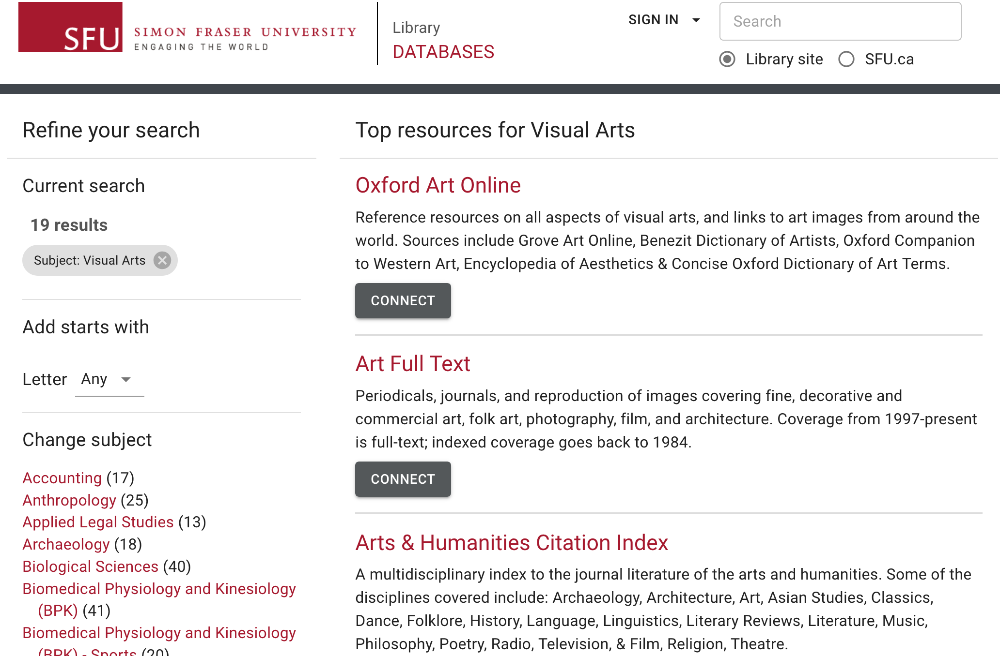 SFU SIMON FRASER UNIVERSITY
ENGAGING THE WORLD
Library
DATABASES
SIGN IN
Search
Library site
SFU.ca
Refine your search
Current search
19 results
Subject: Visual Arts
Add starts with
Letter Any
Change subject
Accounting (17)
Anthropology (25)
Applied Legal Studies (13)
Archaeology (18)
Biological Sciences (40)
Biomedical Physiology and Kinesiology
(BPK) (41)
Biomedical Physiology and Kinesiology
(BPK) - Sports (20)
Top resources for Visual Arts
Oxford Art Online
Reference resources on all aspects of visual arts, and links to art images from around the
world. Sources include Grove Art Online, Benezit Dictionary of Artists, Oxford Companion
to Western Art, Encyclopedia of Aesthetics & Concise Oxford Dictionary of Art Terms.
CONNECT
Art Full Text
Periodicals, journals, and reproduction of images covering fine, decorative and
commercial art, folk art, photography, film, and architecture. Coverage from 1997-present
is full-text; indexed coverage goes back to 1984.
CONNECT
Arts & Humanities Citation Index
A multidisciplinary index to the journal literature of the arts and humanities. Some of the
disciplines covered include: Archaeology, Architecture, Art, Asian Studies, Classics,
Dance, Folklore, History, Language, Linguistics, Literary Reviews, Literature, Music,
Philosophy, Poetry, Radio, Television, & Film, Religion, Theatre.